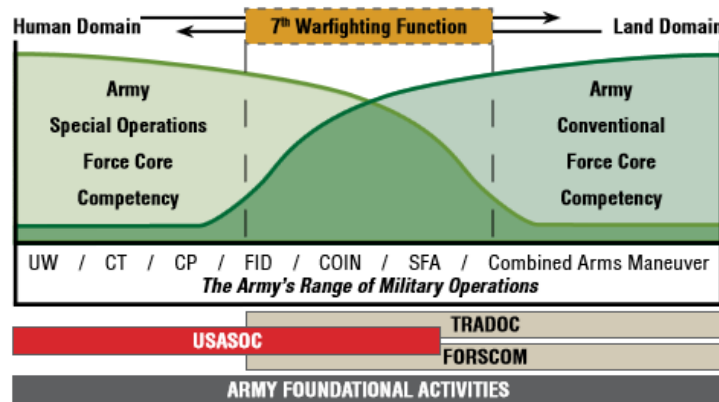 Human Domain
7th Warfighting Function
Land Domain
Army
Special Operations
Force Core
Competency
Army
Conventional
Force Core
Competency
UW / CT / CP / FID / COIN / SFA / Combined Arms Maneuver
The Army's Range of Military Operations
TRADOC
USASOC
FORSCOM
ARMY FOUNDATIONAL ACTIVITIES